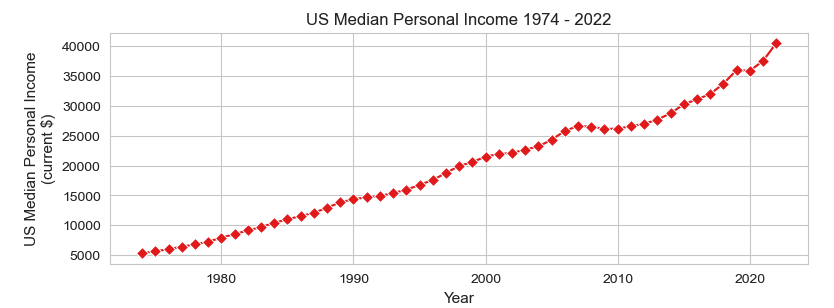 US Median Personal Income 1974 - 2022
US Median Personal Income
(current $)
40000
35000
30000
25000
20000
15000
10000
5000
1980 1990 2000 2010 2020
Year